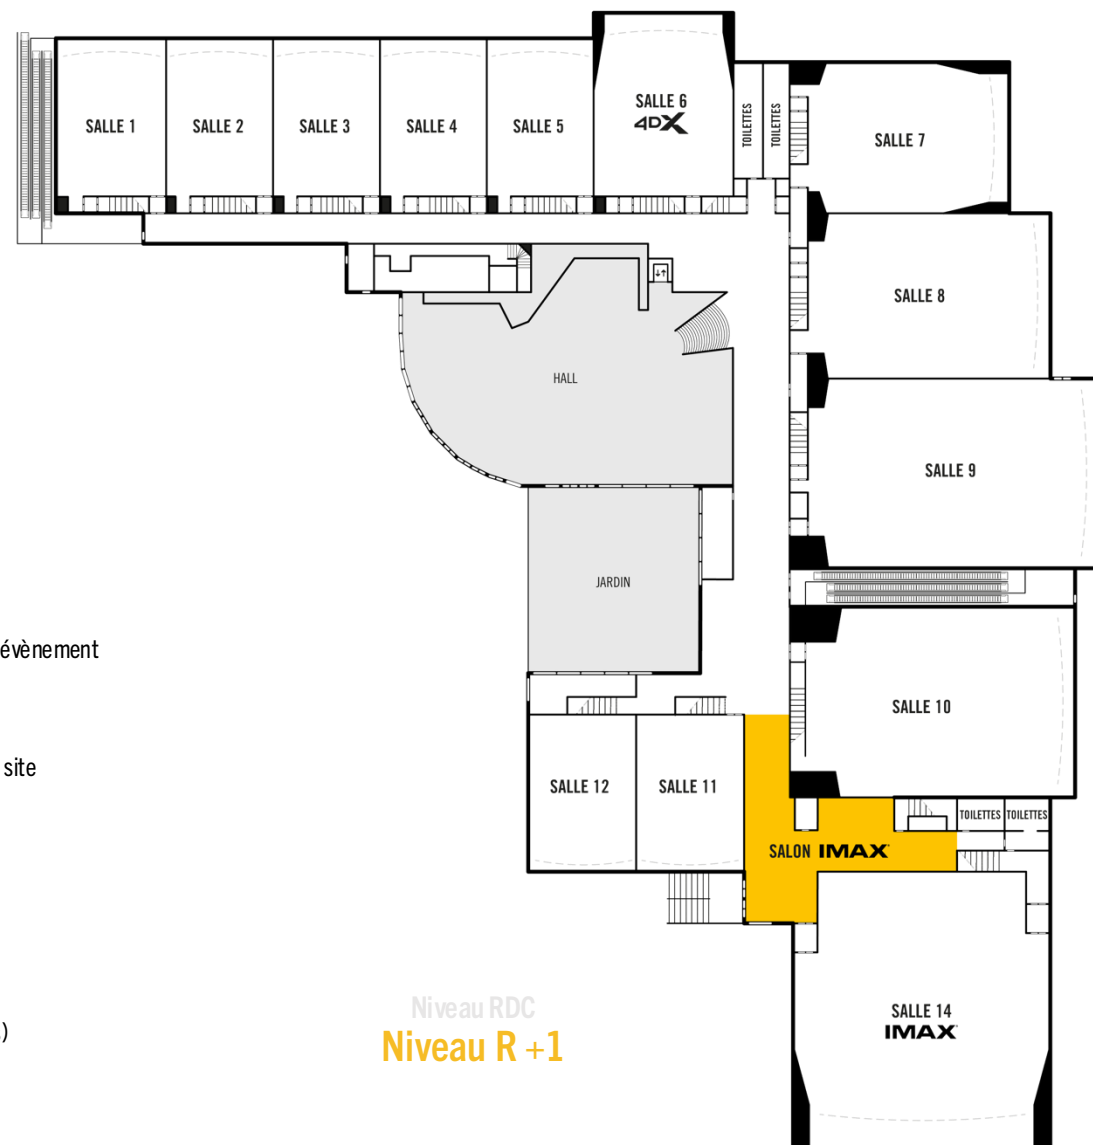 SALLE 1
SALLE 2
SALLE 3
SALLE 4
SALLE 5
SALLE 6
4DX
TOILETTES
TOILETTES
SALLE 7
SALLE 8
HALL
SALLE 9
JARDIN
évènement
SALLE 10
site
SALLE 12
SALLE 11
TOILETTES
TOILETTES
SALON IMAX
SALLE 14
IMAX
Niveau RDC
Niveau R +1
)